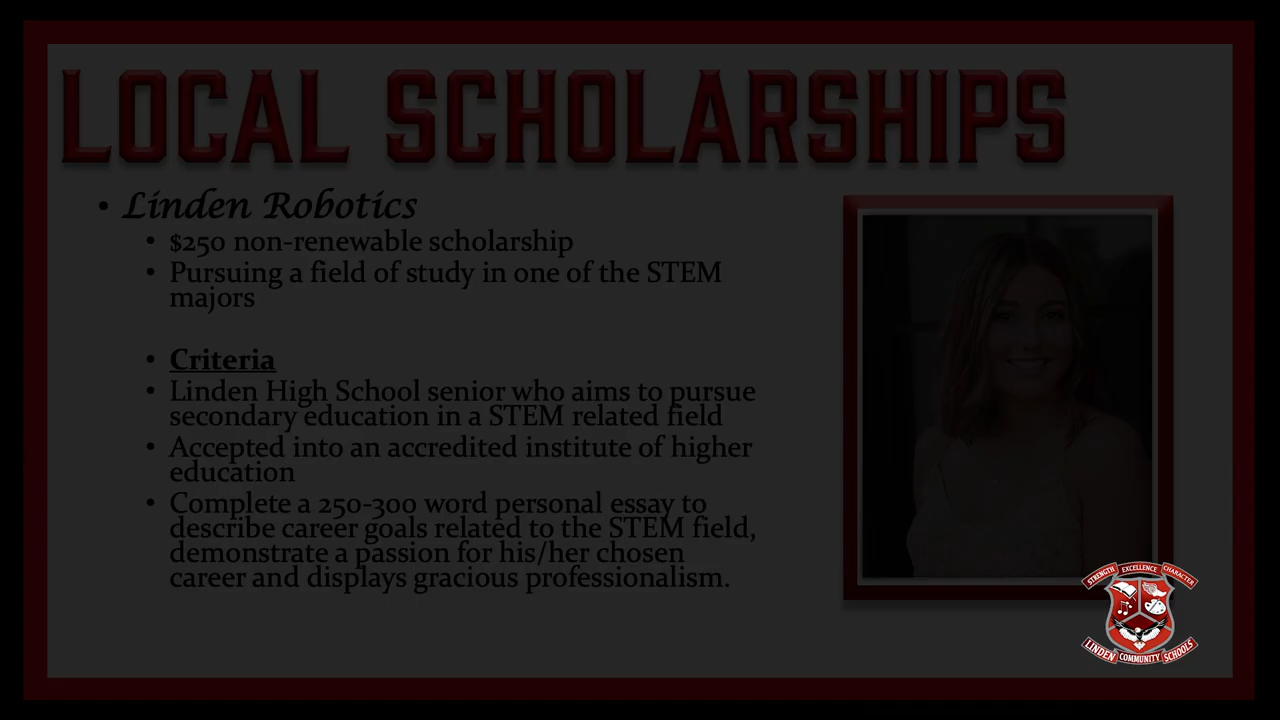 LOCAL SCHOLARSHIPS
• Linden Robotics
• $250 non-renewable scholarship
• Pursuing a field of study in one of the STEM
majors
• Criteria
• Linden High School senior who aims to pursue
secondary education in a STEM related field
• Accepted into an accredited institute of higher
education
• Complete a 250-300 word personal essay to
describe career goals related to the STEM field,
demonstrate a passion for his/her chosen
career and displays gracious professionalism.
STRENGTH EXCELLENCE CHARACTER
LINDEN COMMUNITY SCHOOLS